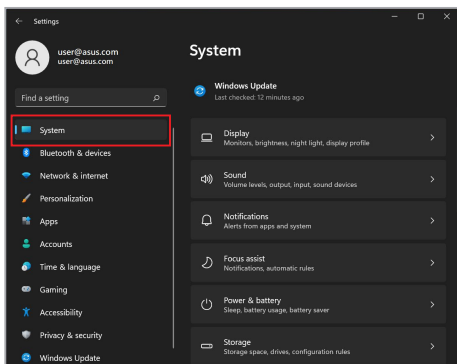 Settings
user@asus.com
user@asus.com
Find a setting
System
Bluetooth & devices
Network & internet
Personalization
Apps
Accounts
Time & language
Gaming
Accessibility
Privacy & security
Windows Update
System
Windows Update
Last checked: 12 minutes ago
Display
Monitors, brightness, night light, display profile
Sound
Volume levels, output, input, sound devices
Notifications
Alerts from apps and system
Focus assist
Notifications, automatic rules
Power & battery
Sleep, battery usage, battery saver
Storage
Storage space, drives, configuration rules